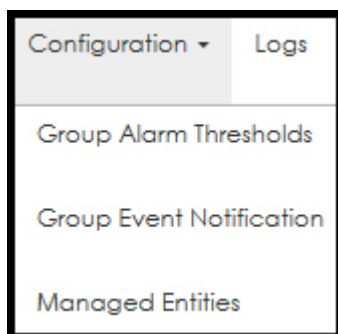 Configuration Logs
Group Alarm Thresholds
Group Event Notification
Managed Entities